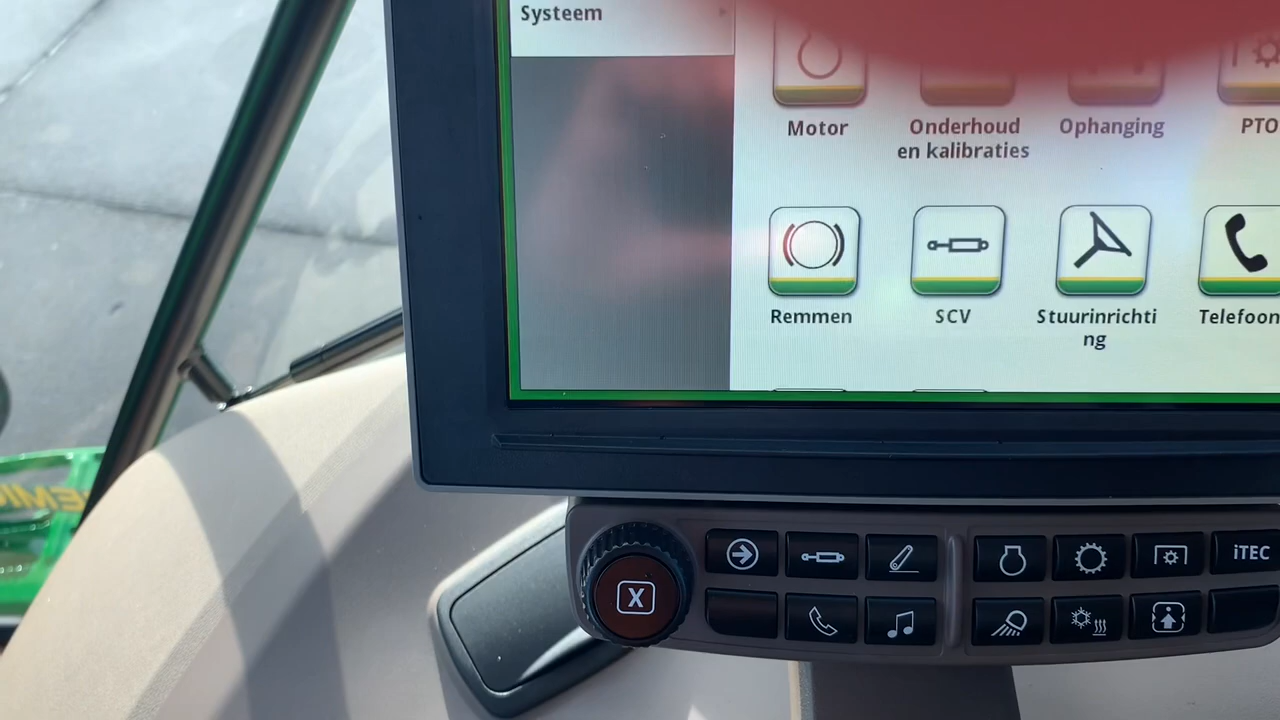 Systeem
Motor
Onderhoud
en kalibraties
Ophanging
PTO
Remmen
SCV
Stuurinrichti
ng
Telefoon
X
iTEC